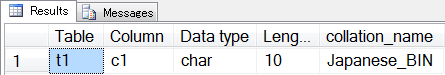 Results Messages
Table Column Data type Leng... collation_name
1 t1 c1 char 10 Japanese_BIN